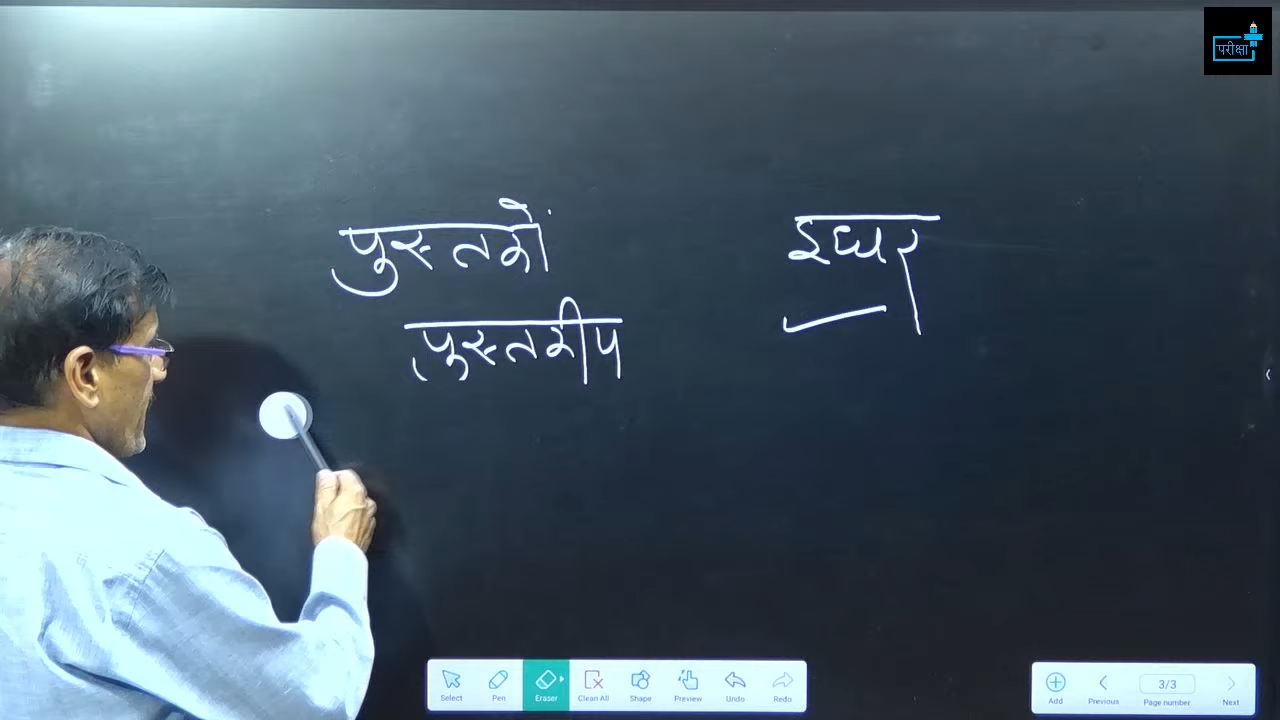 परीक्षा
पुस्तकों
इधर
पुस्तकीय
Select
Pen
Eraser
Clean All
Shape
Preview
Undo
Redo
Add
Previous
3/3
Page number
Next